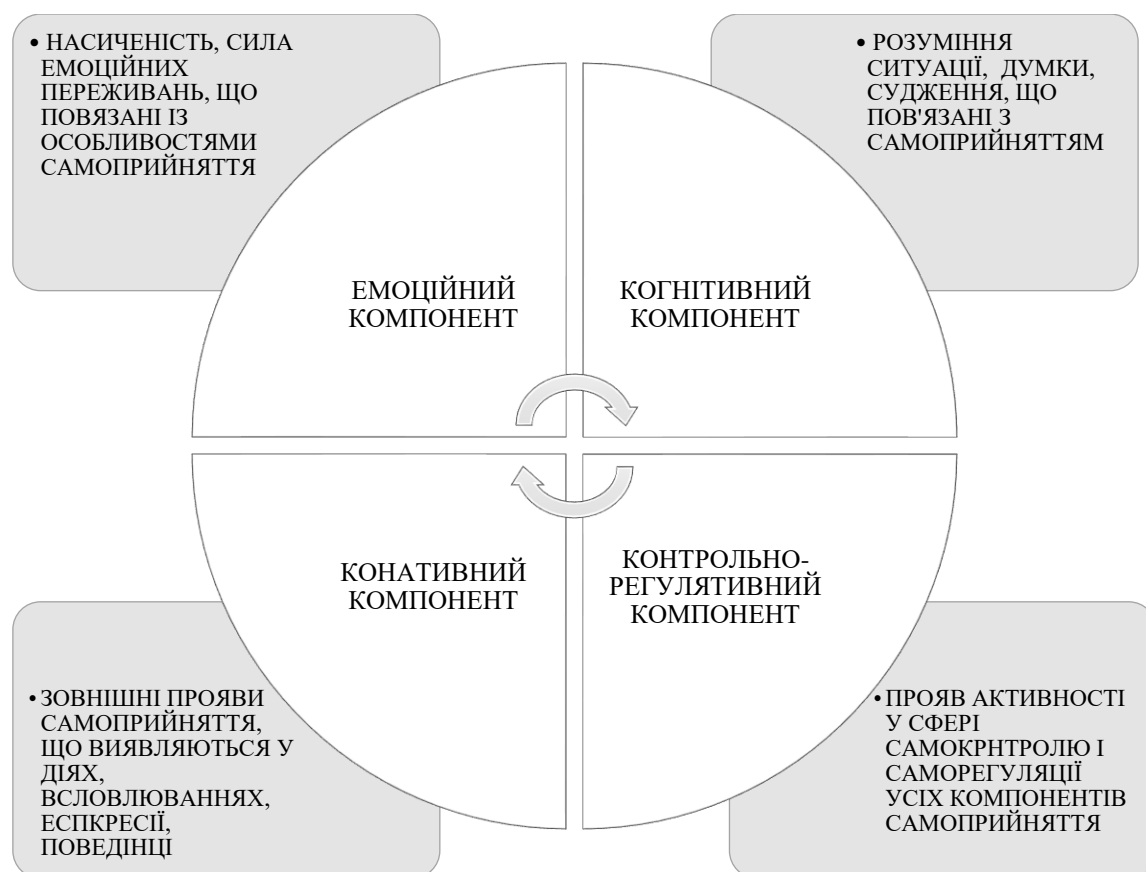 • НАСИЧЕНІСТЬ, СИЛА
ЕМОЦІЙНИХ
ПЕРЕЖИВАНЬ, ЩО
ПОВЯЗАНІ ІЗ
ОСОБЛИВОСТЯМИ
САМОПРИЙНЯТТЯ
• РОЗУМІННЯ
СИТУАЦІЇ, ДУМКИ,
СУДЖЕННЯ, ЩО
ПОВ'ЯЗАНІ З
САМОПРИЙНЯТТЯМ
ЕМОЦІЙНИЙ
КОМПОНЕНТ
КОГНІТИВНИЙ
КОМПОНЕНТ
КОНАТИВНИЙ
КОМПОНЕНТ
КОНТРОЛЬНО-
РЕГУЛЯТИВНИЙ
КОМПОНЕНТ
• ЗОВНІШНІ ПРОЯВИ
САМОПРИЙНЯТТЯ,
ЩО ВИЯВЛЯЮТЬСЯ У
ДІЯХ,
ВСЛОВЛЮВАННЯХ,
ЕСПКРЕСІЇ,
ПОВЕДІНЦІ
• ПРОЯВ АКТИВНОСТІ
У СФЕРІ
САМОКРНТРОЛЮ І
САМОРЕГУЛЯЦІЇ
УСІХ КОМПОНЕНТІВ
САМОПРИЙНЯТТЯ